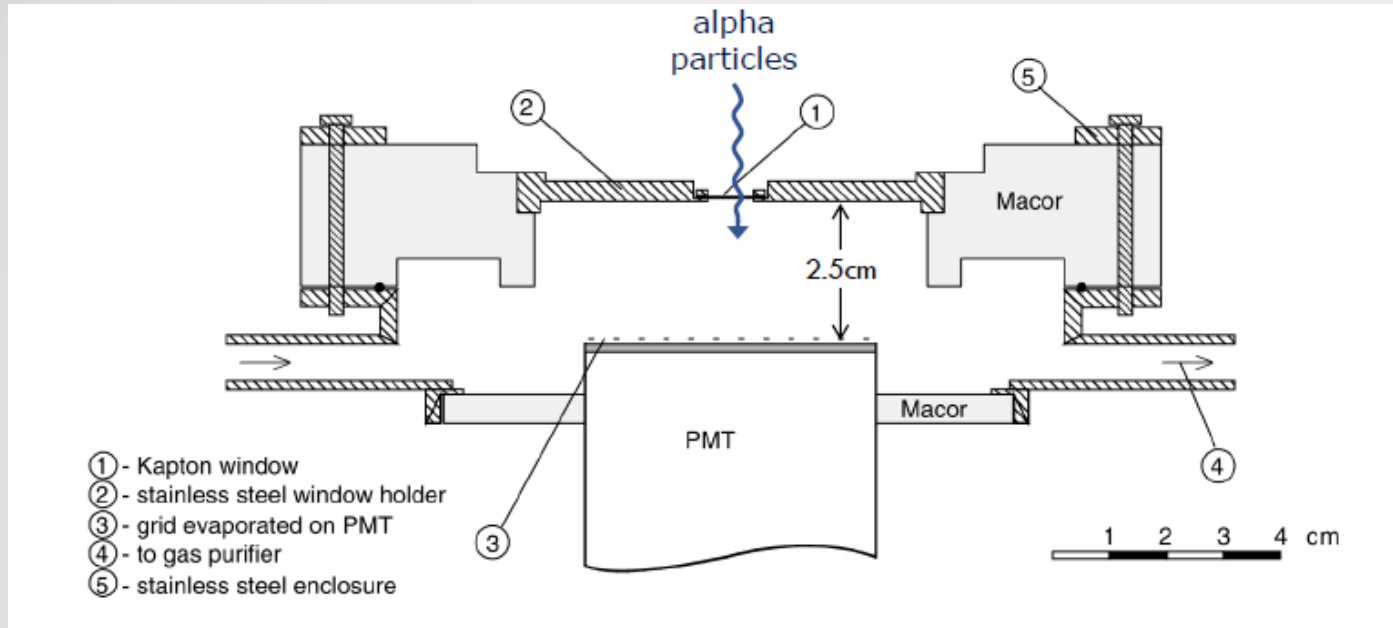 alpha
particles
5
2
1
Macor
2.5cm
Macor
PMT
4
3
1 - Kapton window
2 - stainless steel window holder
3 - grid evaporated on PMT
4 - to gas purifier
5 - stainless steel enclosure
1 2 3 4 cm